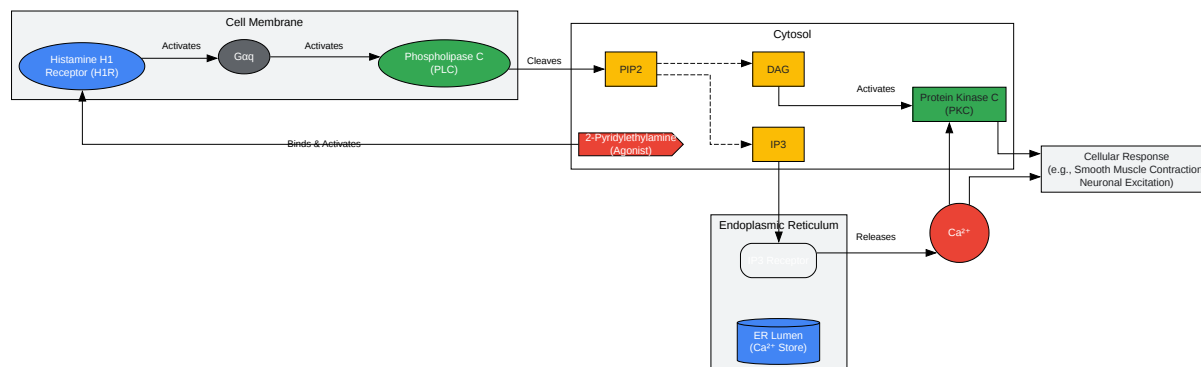 Cell Membrane
Histamine H1
Receptor (H1R)
Activates
Gαq
Activates
Phospholipase C
(PLC)
Cleaves
Cytosol
PIP2
DAG
Activates
Protein Kinase C
(PKC)
Binds & Activates
2-Pyridylethylamine
(Agonist)
IP3
Cellular Response
(e.g., Smooth Muscle Contraction,
Neuronal Excitation)
Endoplasmic Reticulum
IP3 Receptor
Releases
Ca²⁺
ER Lumen
(Ca²⁺ Store)